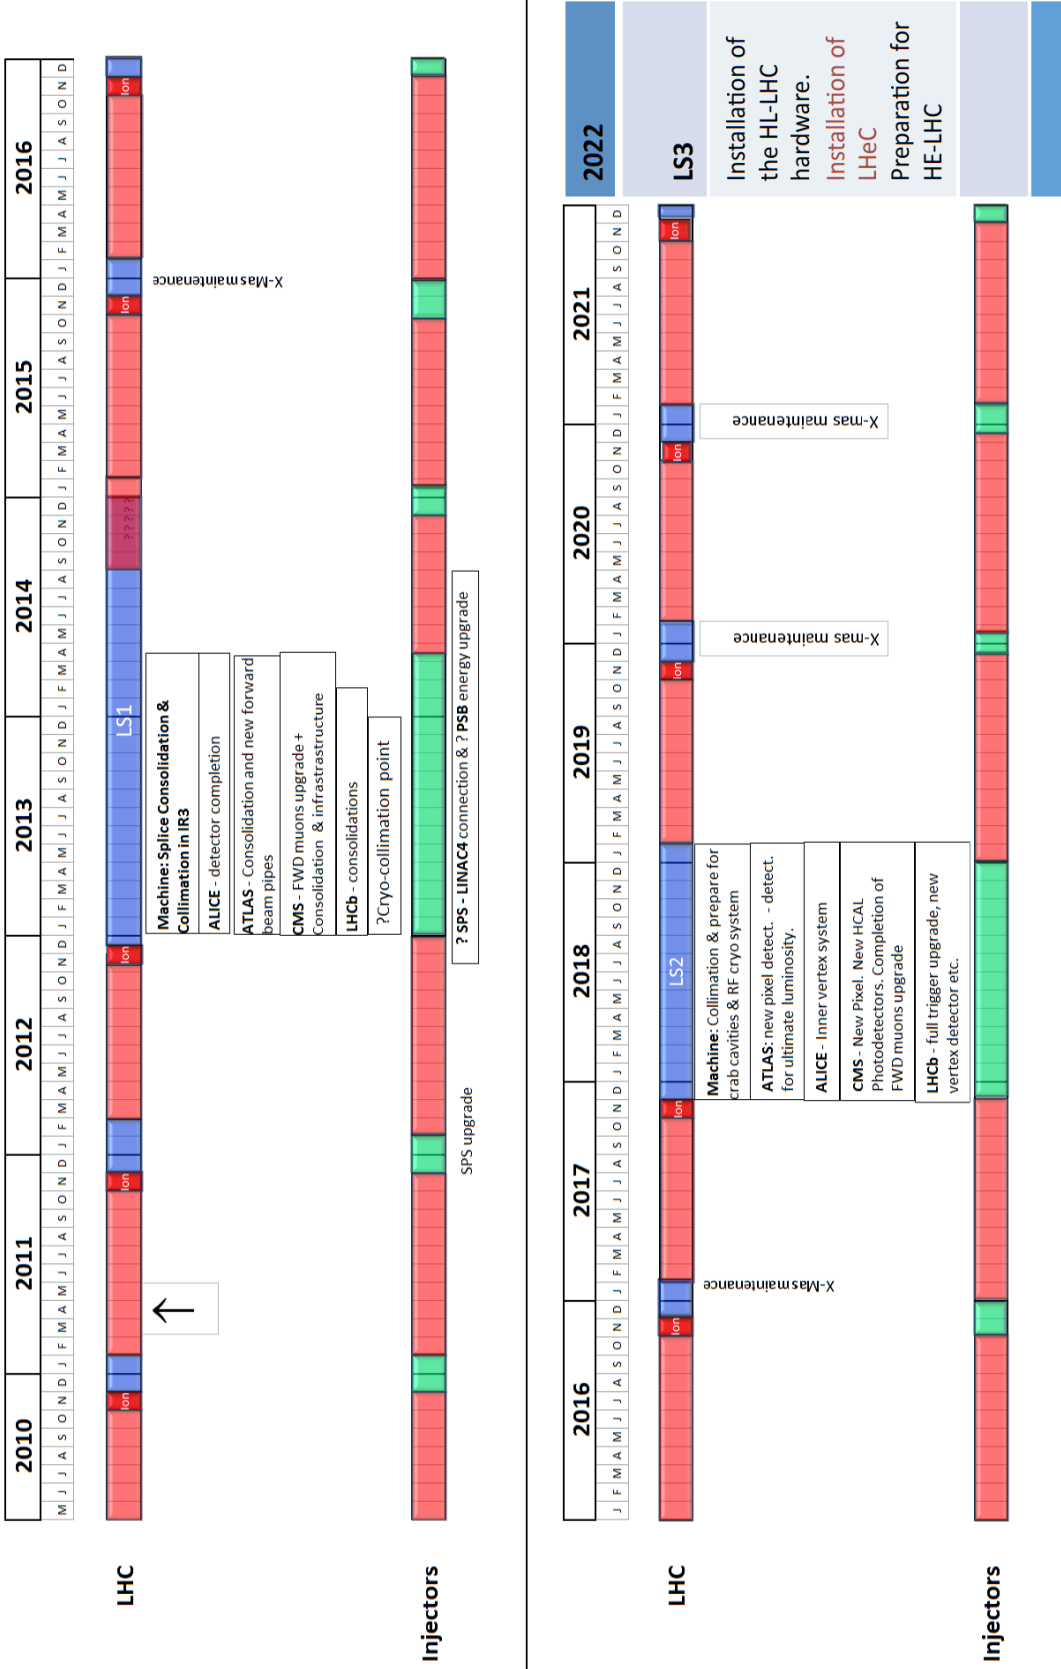 2010 2011 2012 2013 2014 2015 2016
M J J A S O N D J F M A M J J A S O N D J F M A M J J A S O N D J F M A M J J A S O N D J F M A M J J A S O N D J F M A M J J A S O N D J F M A M J J A S O N D
LHC
Ion
Ion
Ion
LS1
? ? ? ? ?
Ion
Ion
X-Mas maintenance
Machine: Splice Consolidation &
Collimation in IR3
ALICE - detector completion
ATLAS - Consolidation and new forward
beam pipes
CMS - FWD muons upgrade +
Consolidation & infrastrastructure
LHCb - consolidations
?Cryo-collimation point
Injectors
SPS upgrade
? SPS - LINAC4 connection & ? PSB energy upgrade
2016 2017 2018 2019 2020 2021 2022
J F M A M J J A S O N D J F M A M J J A S O N D J F M A M J J A S O N D J F M A M J J A S O N D J F M A M J J A S O N D J F M A M J J A S O N D
LHC
Ion
Ion
LS2
Ion
Ion
Ion
LS3
X-Mas maintenance
X-mas maintenance
X-mas maintenance
Machine: Collimation & prepare for
crab cavities & RF cryo system
ATLAS: new pixel detect. - detect.
for ultimate luminosity.
ALICE - Inner vertex system
CMS - New Pixel. New HCAL
Photodetectors. Completion of
FWD muons upgrade
LHCb - full trigger upgrade, new
vertex detector etc.
Installation of
the HL-LHC
hardware.
Installation of
LHeC
Preparation for
HE-LHC
Injectors